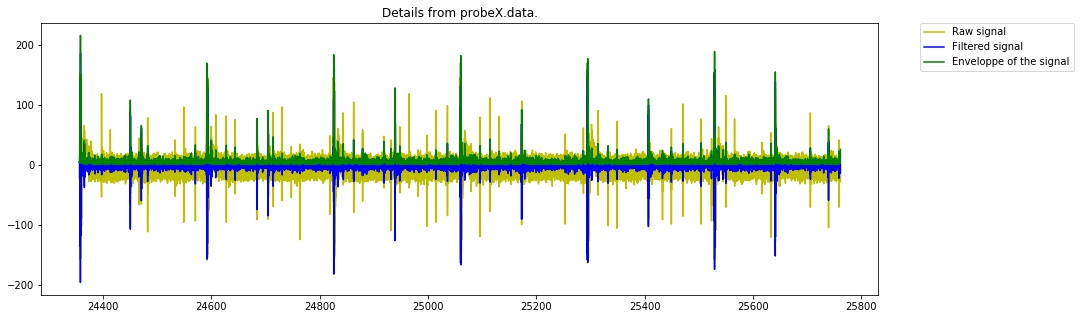 Details from probeX.data.
Raw signal
Filtered signal
Enveloppe of the signal
200
100
0
−100
−200
24400 24600 24800 25000 25200 25400 25600 25800